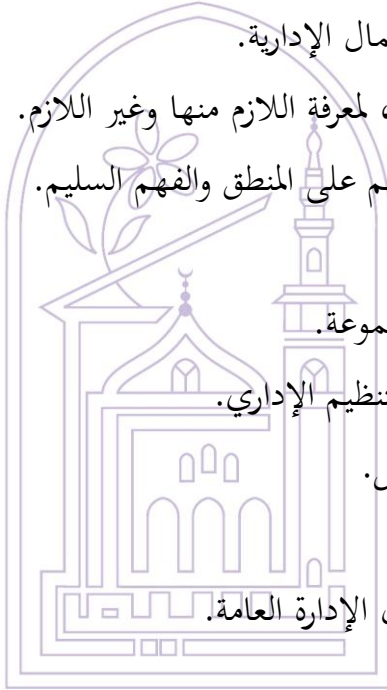 مال الإدارية.
لمعرفة اللازم منها وغير اللازم.
م على المنطق والفهم السليم.
موعة.
تنظيم الإداري.
ل الإدارة العامة.